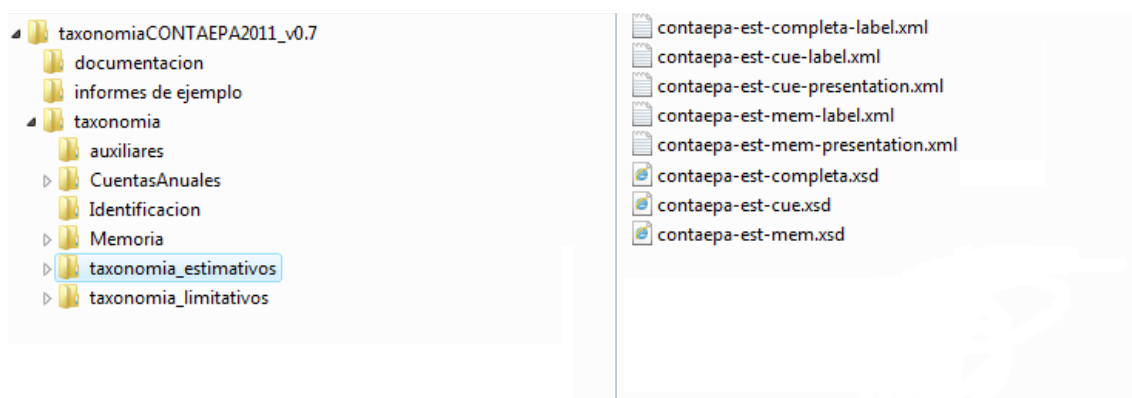 taxonomiaCONTAEPA2011_v0.7
documentacion
informes de ejemplo
taxonomia
auxiliares
CuentasAnuales
Identificacion
Memoria
taxonomia_estimativos
taxonomia_limitativos
contaepa-est-completa-label.xml
contaepa-est-cue-label.xml
contaepa-est-cue-presentation.xml
contaepa-est-mem-label.xml
contaepa-est-mem-presentation.xml
contaepa-est-completa.xsd
contaepa-est-cue.xsd
contaepa-est-mem.xsd